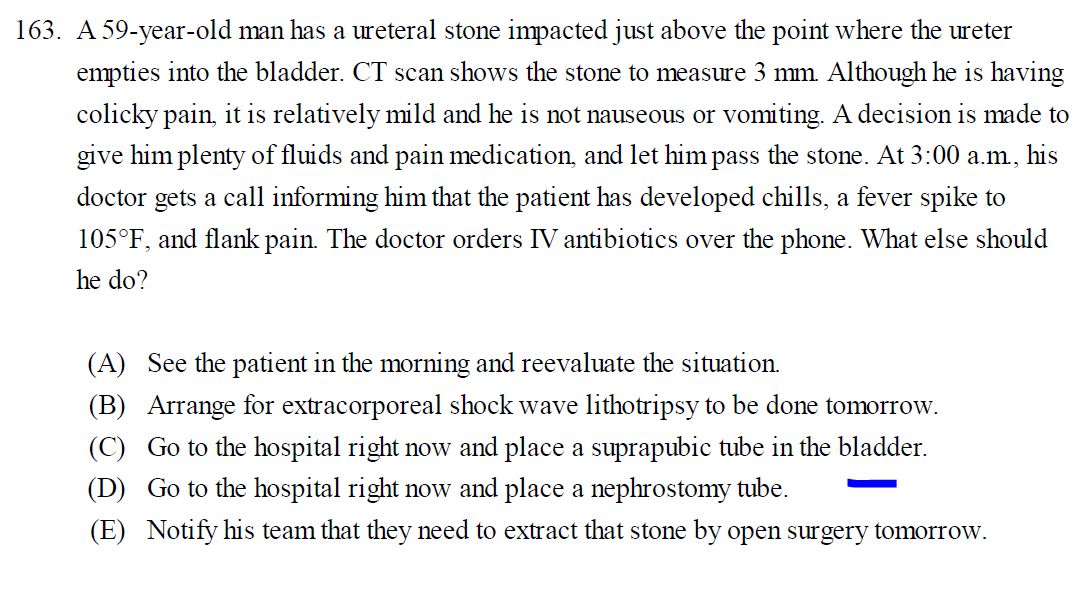 163. A 59-year-old man has a ureteral stone impacted just above the point where the ureter
empties into the bladder. CT scan shows the stone to measure 3 mm. Although he is having
colicky pain, it is relatively mild and he is not nauseous or vomiting. A decision is made to
give him plenty of fluids and pain medication, and let him pass the stone. At 3:00 a.m., his
doctor gets a call informing him that the patient has developed chills, a fever spike to
105°F, and flank pain. The doctor orders IV antibiotics over the phone. What else should
he do?
(A) See the patient in the morning and reevaluate the situation.
(B) Arrange for extracorporeal shock wave lithotripsy to be done tomorrow.
(C) Go to the hospital right now and place a suprapubic tube in the bladder.
(D) Go to the hospital right now and place a nephrostomy tube.
(E) Notify his team that they need to extract that stone by open surgery tomorrow.